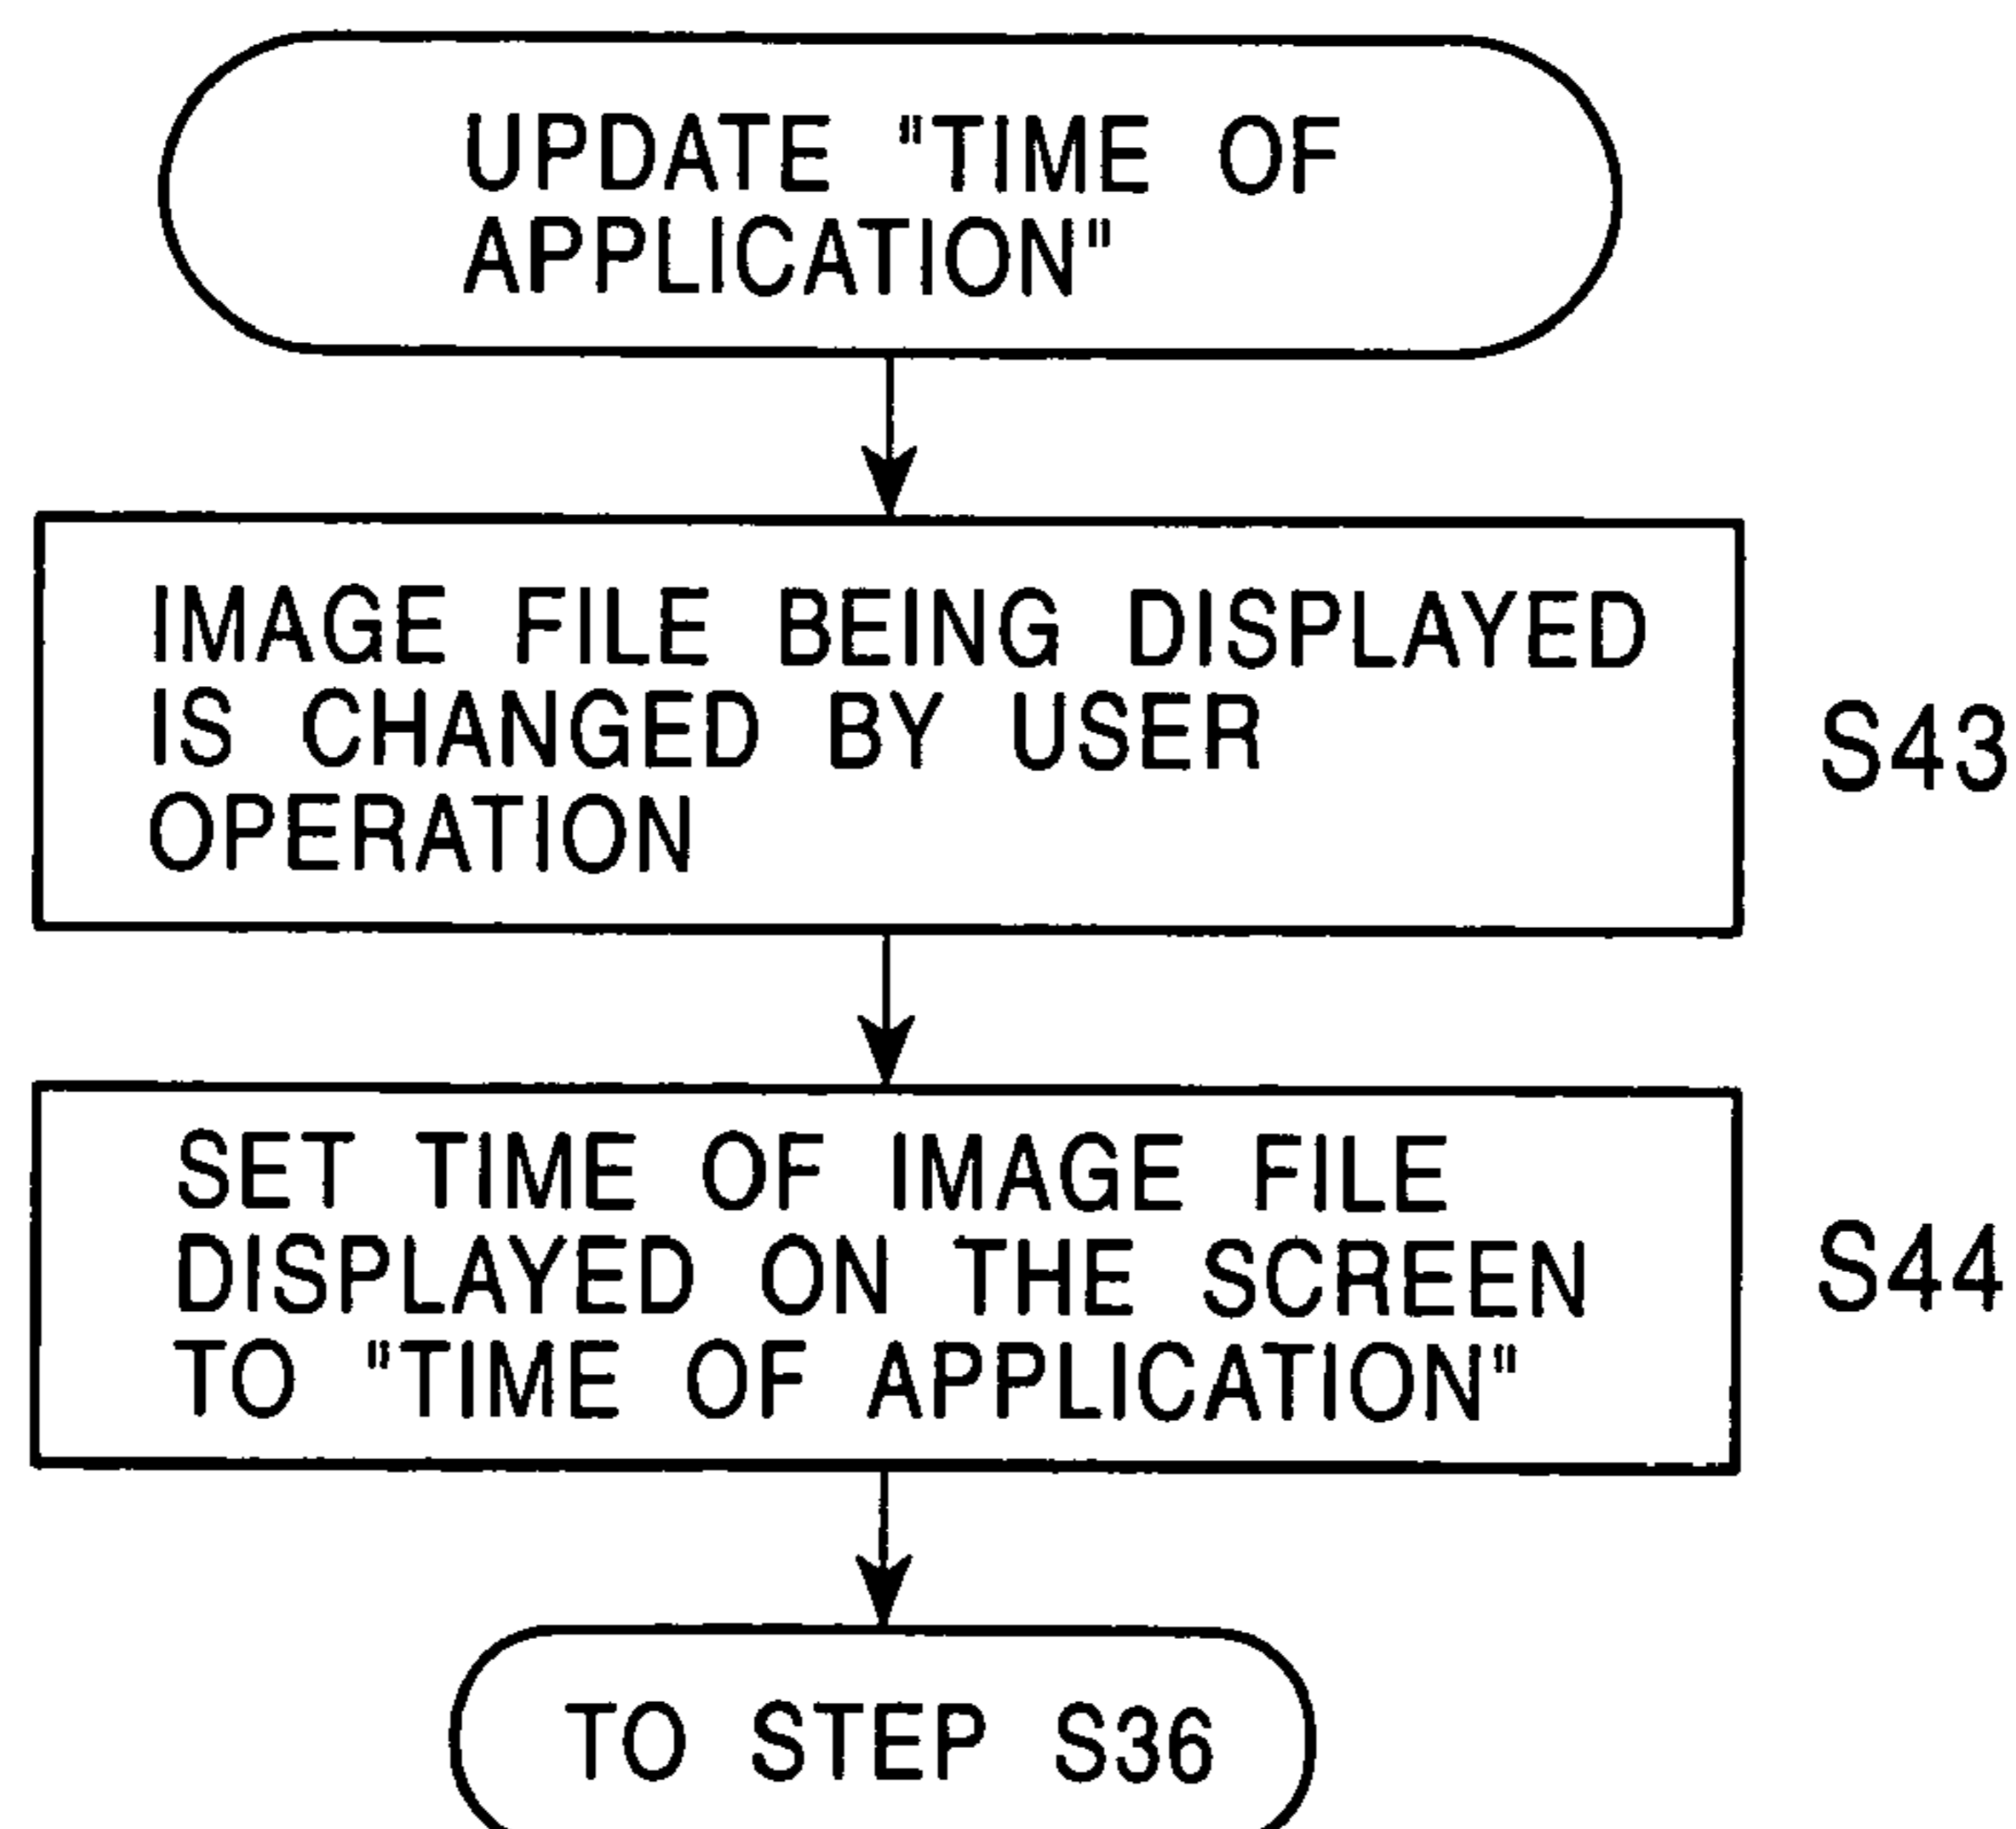 UPDATE "TIME OF
APPLICATION"
IMAGE FILE BEING DISPLAYED
IS CHANGED BY USER
OPERATION
S43
SET TIME OF IMAGE FILE
DISPLAYED ON THE SCREEN
TO "TIME OF APPLICATION"
S44
TO STEP S36